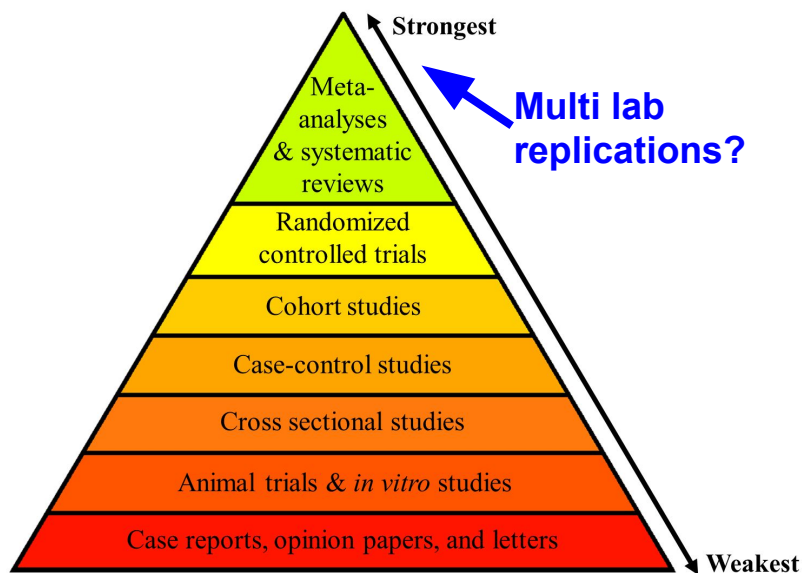 Strongest
Multi lab
replications?
Meta-
analyses
& systematic
reviews
Randomized
controlled trials
Cohort studies
Case-control studies
Cross sectional studies
Animal trials & in vitro studies
Case reports, opinion papers, and letters
Weakest